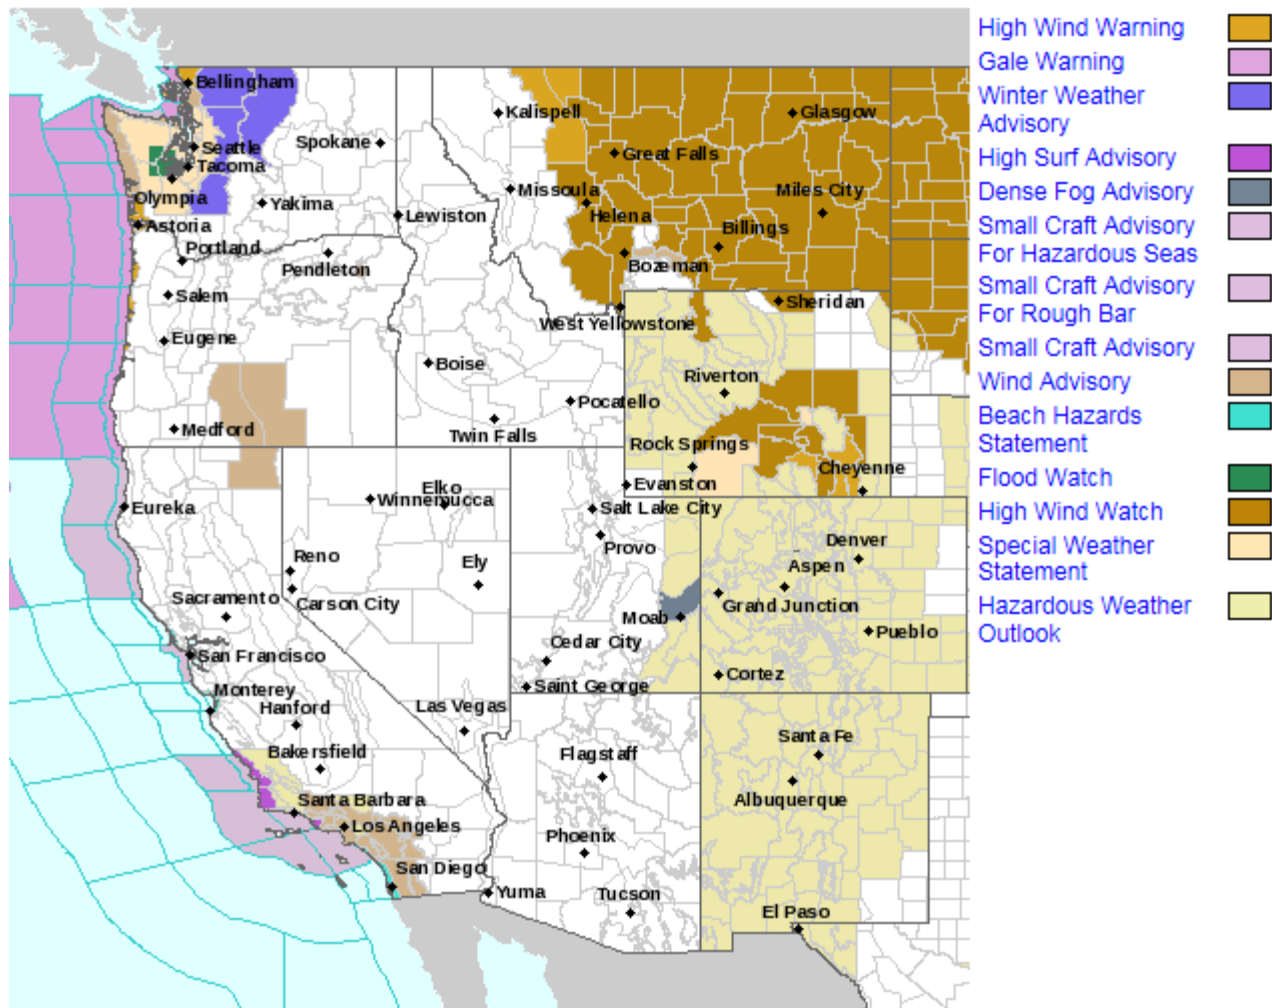 High Wind Warning
Gale Warning
Winter Weather
Advisory
High Surf Advisory
Dense Fog Advisory
Small Craft Advisory
For Hazardous Seas
Small Craft Advisory
For Rough Bar
Small Craft Advisory
Wind Advisory
Beach Hazards
Statement
Flood Watch
High Wind Watch
Special Weather
Statement
Hazardous Weather
Outlook
Bellingham
Kalispell
Glasgow
Spokane
Seattle
Great Falls
Tacoma
Olympia
Missoula
Miles City
Yakima
Lewiston
Helena
Astoria
Billings
Portland
Pendleton
Bozeman
Salem
Sheridan
West Yellowstone
Eugene
Boise
Riverton
Pocatello
Medford
Twin Falls
Rock Springs
Cheyenne
Elko
Evanston
Winnemucca
Eureka
Salt Lake City
Denver
Provo
Reno
Ely
Aspen
Sacramento
Carson City
Grand Junction
Moab
Pueblo
Cedar City
San Francisco
Cortez
Monterey
Saint George
Hanford
Las Vegas
Santa Fe
Bakersfield
Flagstaff
Santa Barbara
Albuquerque
Los Angeles
Phoenix
San Diego
Yuma
Tucson
El Paso